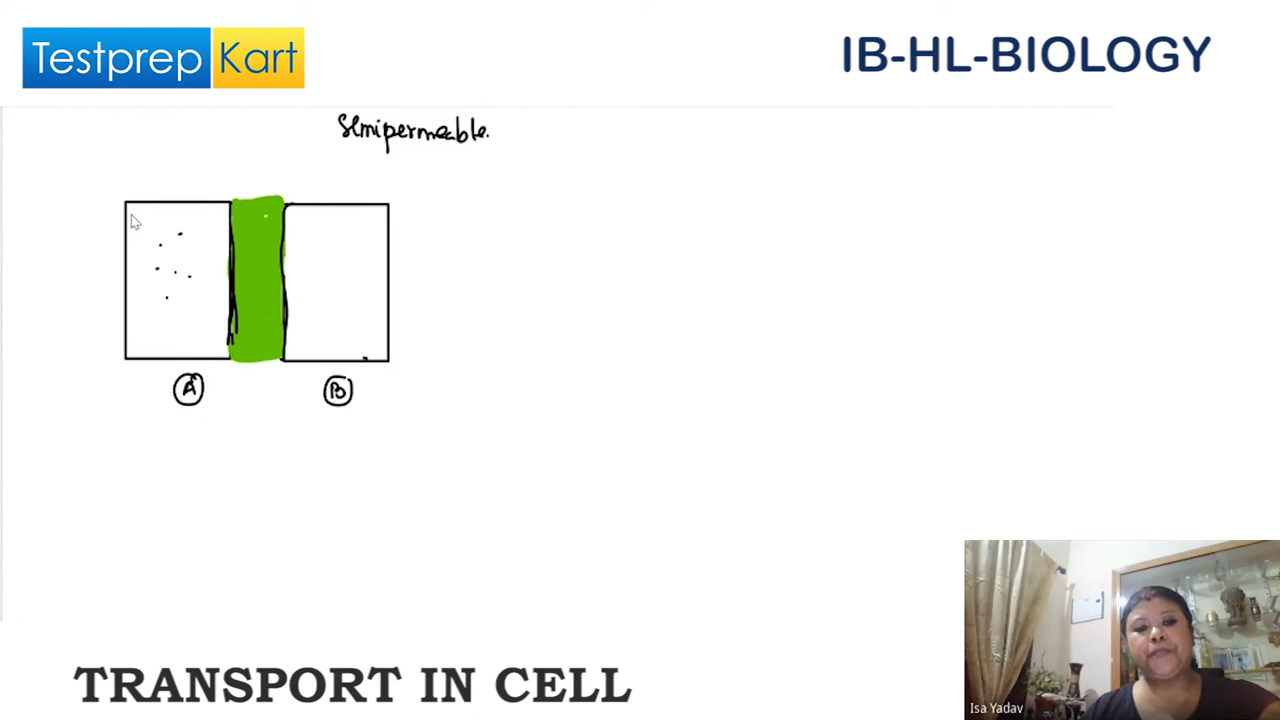 Testprep Kart
IB-HL-BIOLOGY
Semipermeable.
A
B
TRANSPORT IN CELL
Isa Yadav